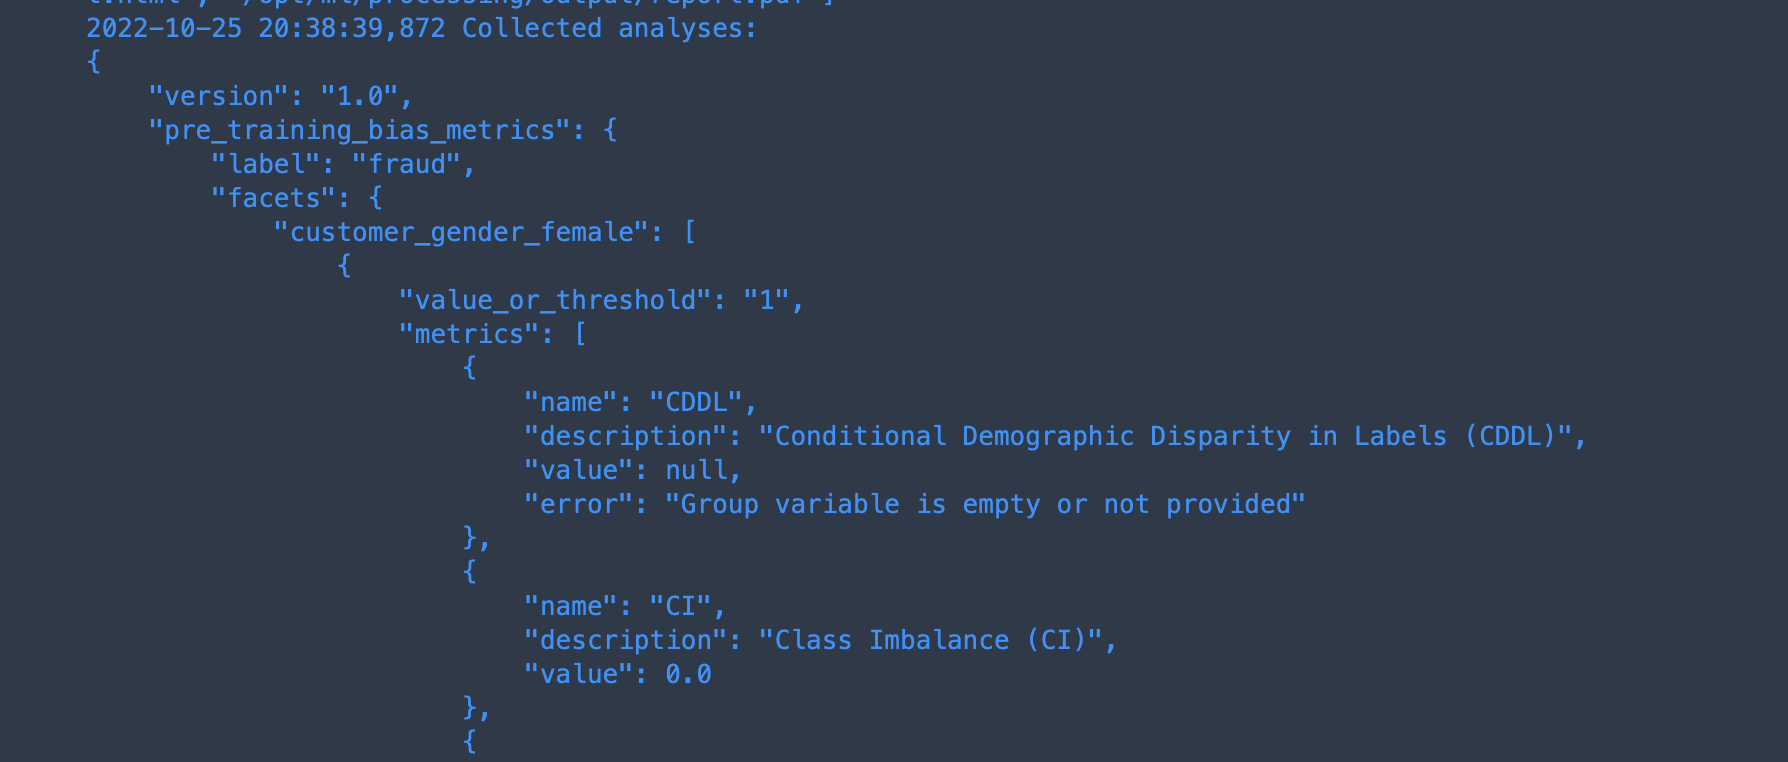 2022-10-25 20:38:39,872 Collected analyses:
{
    "version": "1.0",
    "pre_training_bias_metrics": {
        "label": "fraud",
        "facets": {
            "customer_gender_female": [
                {
                    "value_or_threshold": "1",
                    "metrics": [
                        {
                            "name": "CDDL",
                            "description": "Conditional Demographic Disparity in Labels (CDDL)",
                            "value": null,
                            "error": "Group variable is empty or not provided"
                        },
                        {
                            "name": "CI",
                            "description": "Class Imbalance (CI)",
                            "value": 0.0
                        },
                        {